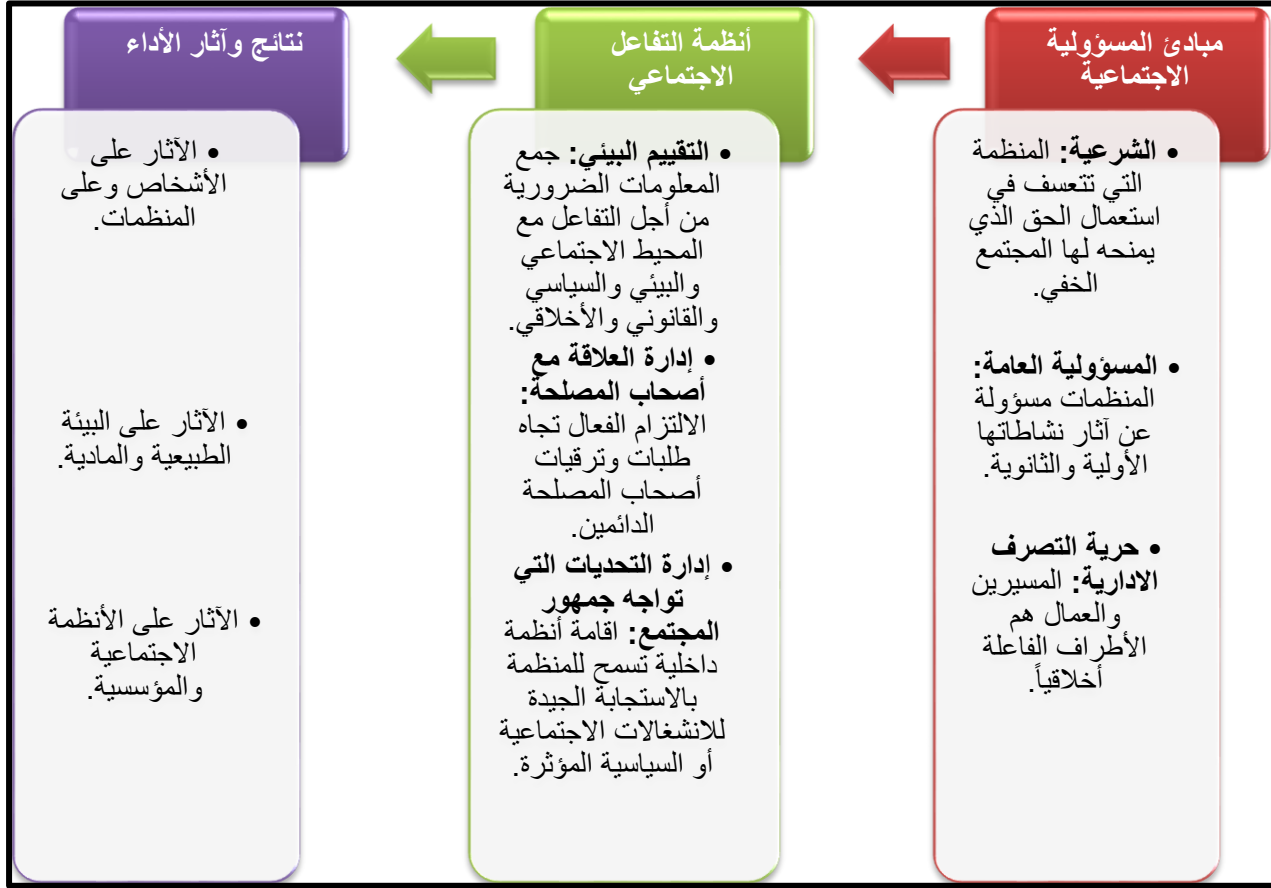 مبادئ المسؤولية
الاجتماعية
• الشرعية: المنظمة
التي تتعسف في
استعمال الحق الذي
يمنحه لها المجتمع
الخفي.
• المسؤولية العامة:
المنظمات مسؤولة
عن آثار نشاطاتها
الأولية والثانوية.
• حرية التصرف
الادارية: المسيرين
والعمال هم
الأطراف الفاعلة
أخلاقياً.
أنظمة التفاعل
الاجتماعي
• التقييم البيئي: جمع
المعلومات الضرورية
من أجل التفاعل مع
المحيط الاجتماعي
والبيئي والسياسي
والقانوني والأخلاقي.
• إدارة العلاقة مع
أصحاب المصلحة:
الالتزام الفعال تجاه
طلبات وترقيات
أصحاب المصلحة
الدائمين.
• إدارة التحديات التي
تواجه جمهور
المجتمع: اقامة أنظمة
داخلية تسمح للمنظمة
بالاستجابة الجيدة
للانشغالات الاجتماعية
أو السياسية المؤثرة.
نتائج وآثار الأداء
• الآثار على
الأشخاص وعلى
المنظمات.
• الآثار على البيئة
الطبيعية والمادية.
• الآثار على الأنظمة
الاجتماعية
والمؤسسية.